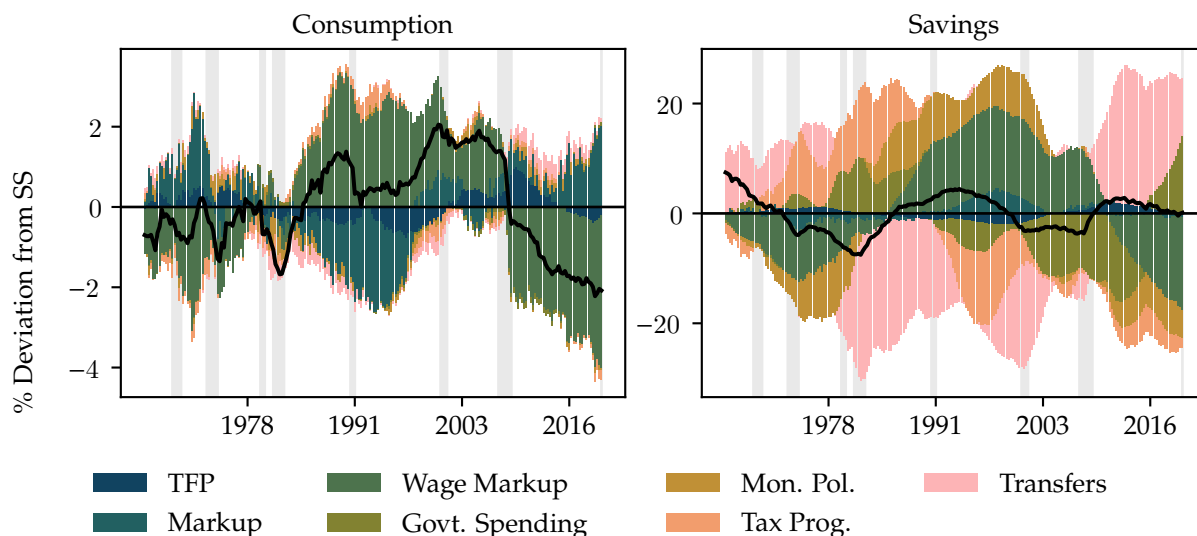 Consumption
Savings
% Deviation from SS
2
0
−2
−4
1978 1991 2003 2016
20
0
−20
1978 1991 2003 2016
TFP
Wage Markup
Mon. Pol.
Transfers
Markup
Govt. Spending
Tax Prog.